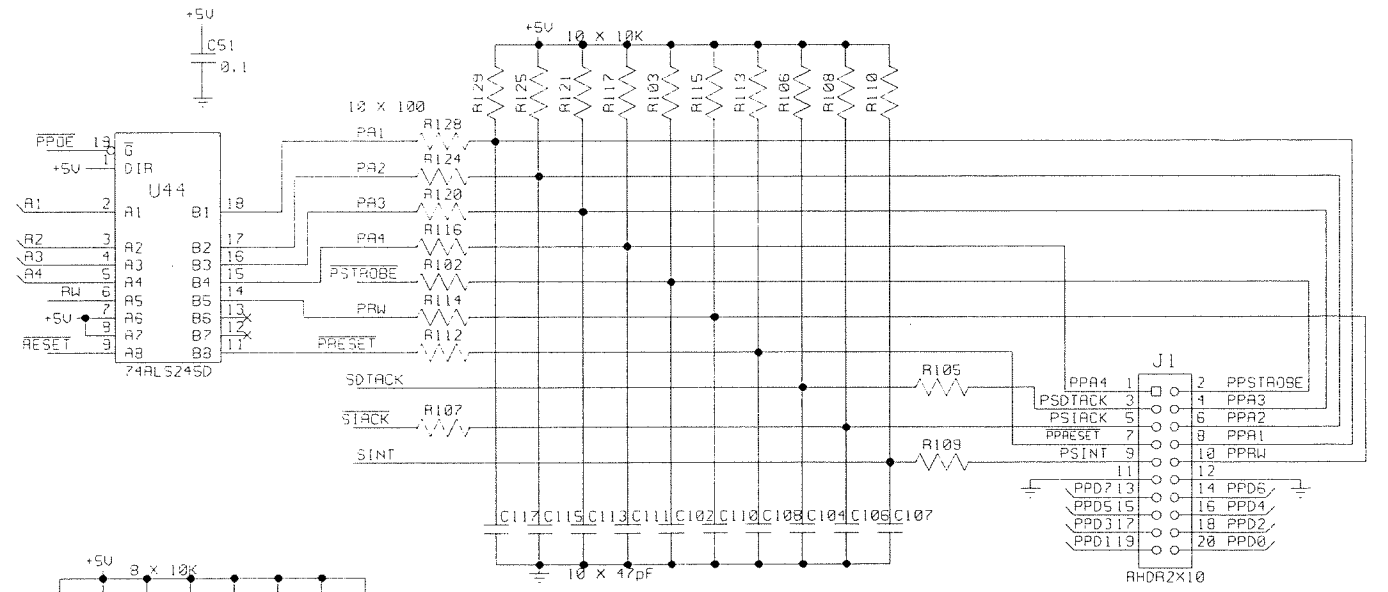 +5V
C51
0.1
+5V
10 X 10K
R129 R125 R121 R117 R103 R115 R113 R106 R108 R110
10 X 100
PPOE 19 G
+5V 1 DIR
U44
A1 2 A1 B1 18
A2 3 A2 B2 17
A3 4 A3 B3 16
A4 5 A4 B4 15
RW 6 A5 B5 14
+5V 7 A6 B6 13
8 A7 B7 12
RESET 9 A8 B8 11
74ALS245D
PA1 R128
PA2 R124
PA3 R120
PA4 R116
PSTROBE R102
PRW R114
PRESET R112
SDTACK R105
SIACK R107
SINT R109
J1
PPA4 1 2 PPSTROBE
PSDTACK 3 4 PPA3
PSIACK 5 6 PPA2
PPRESET 7 8 PPA1
PSINT 9 10 PPRW
11 12
PPD7 13 14 PPD6
PPD5 15 16 PPD4
PPD3 17 18 PPD2
PPD1 19 20 PPD0
RHDR2X10
C117 C115 C113 C111 C102 C110 C108 C104 C106 C107
10 X 47pF
+5V
8 X 10K